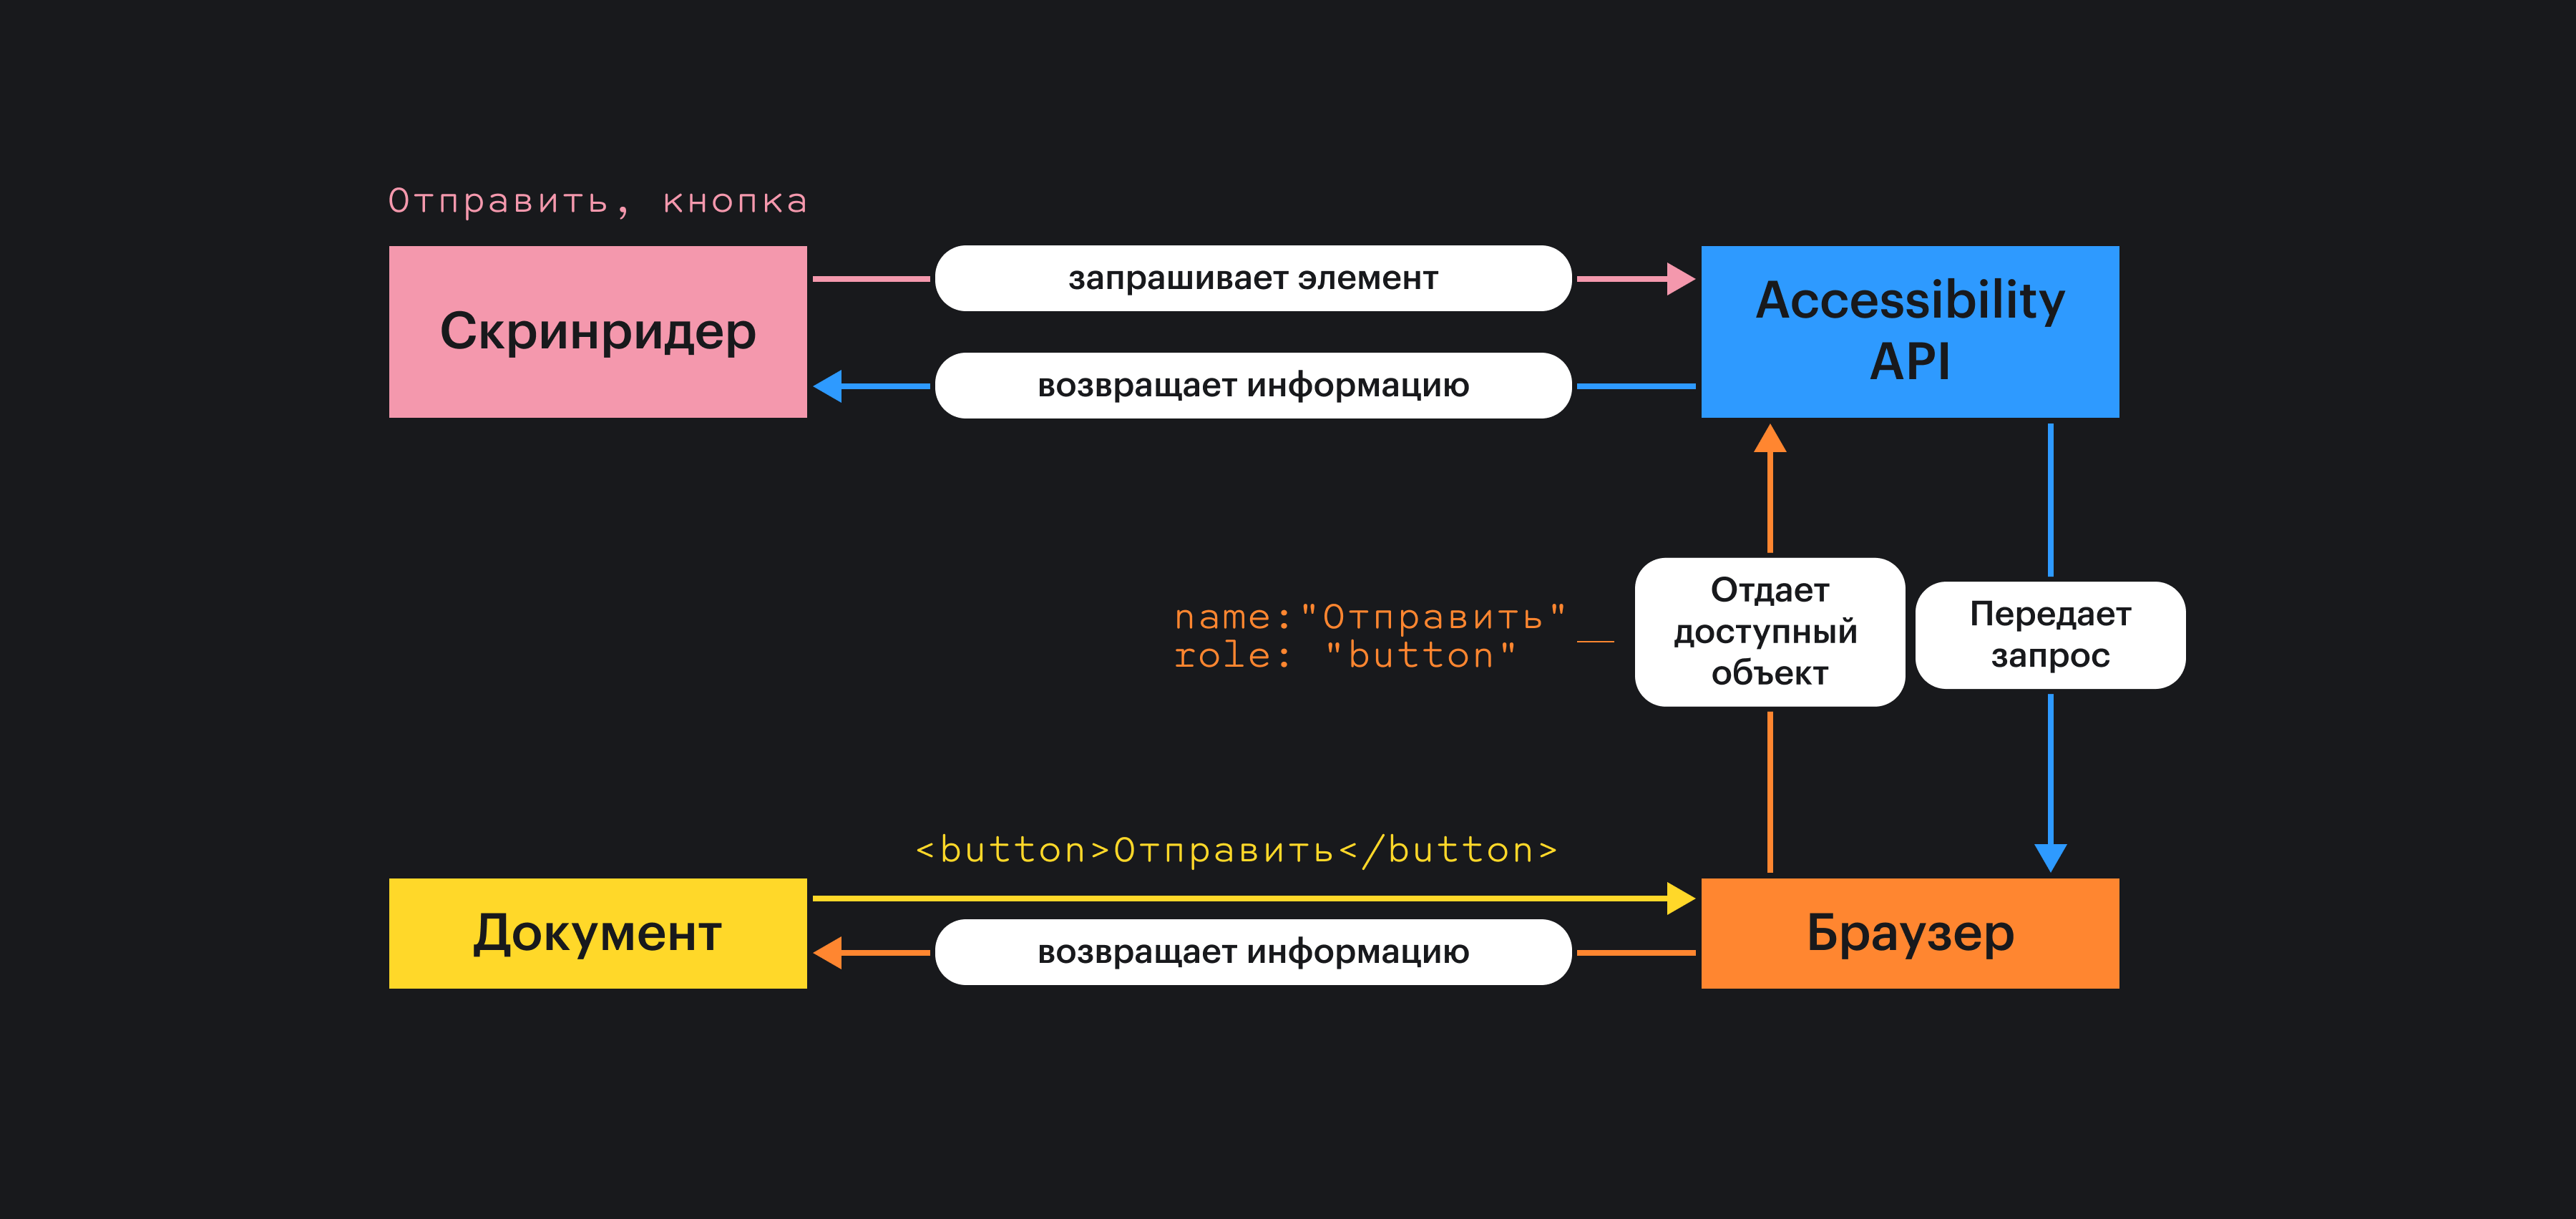 Отправить, кнопка
Скринридер
запрашивает элемент
возвращает информацию
Accessibility
API
name:"Отправить"
role: "button"
Отдает
доступный
объект
Передает
запрос
<button>Отправить</button>
Документ
возвращает информацию
Браузер